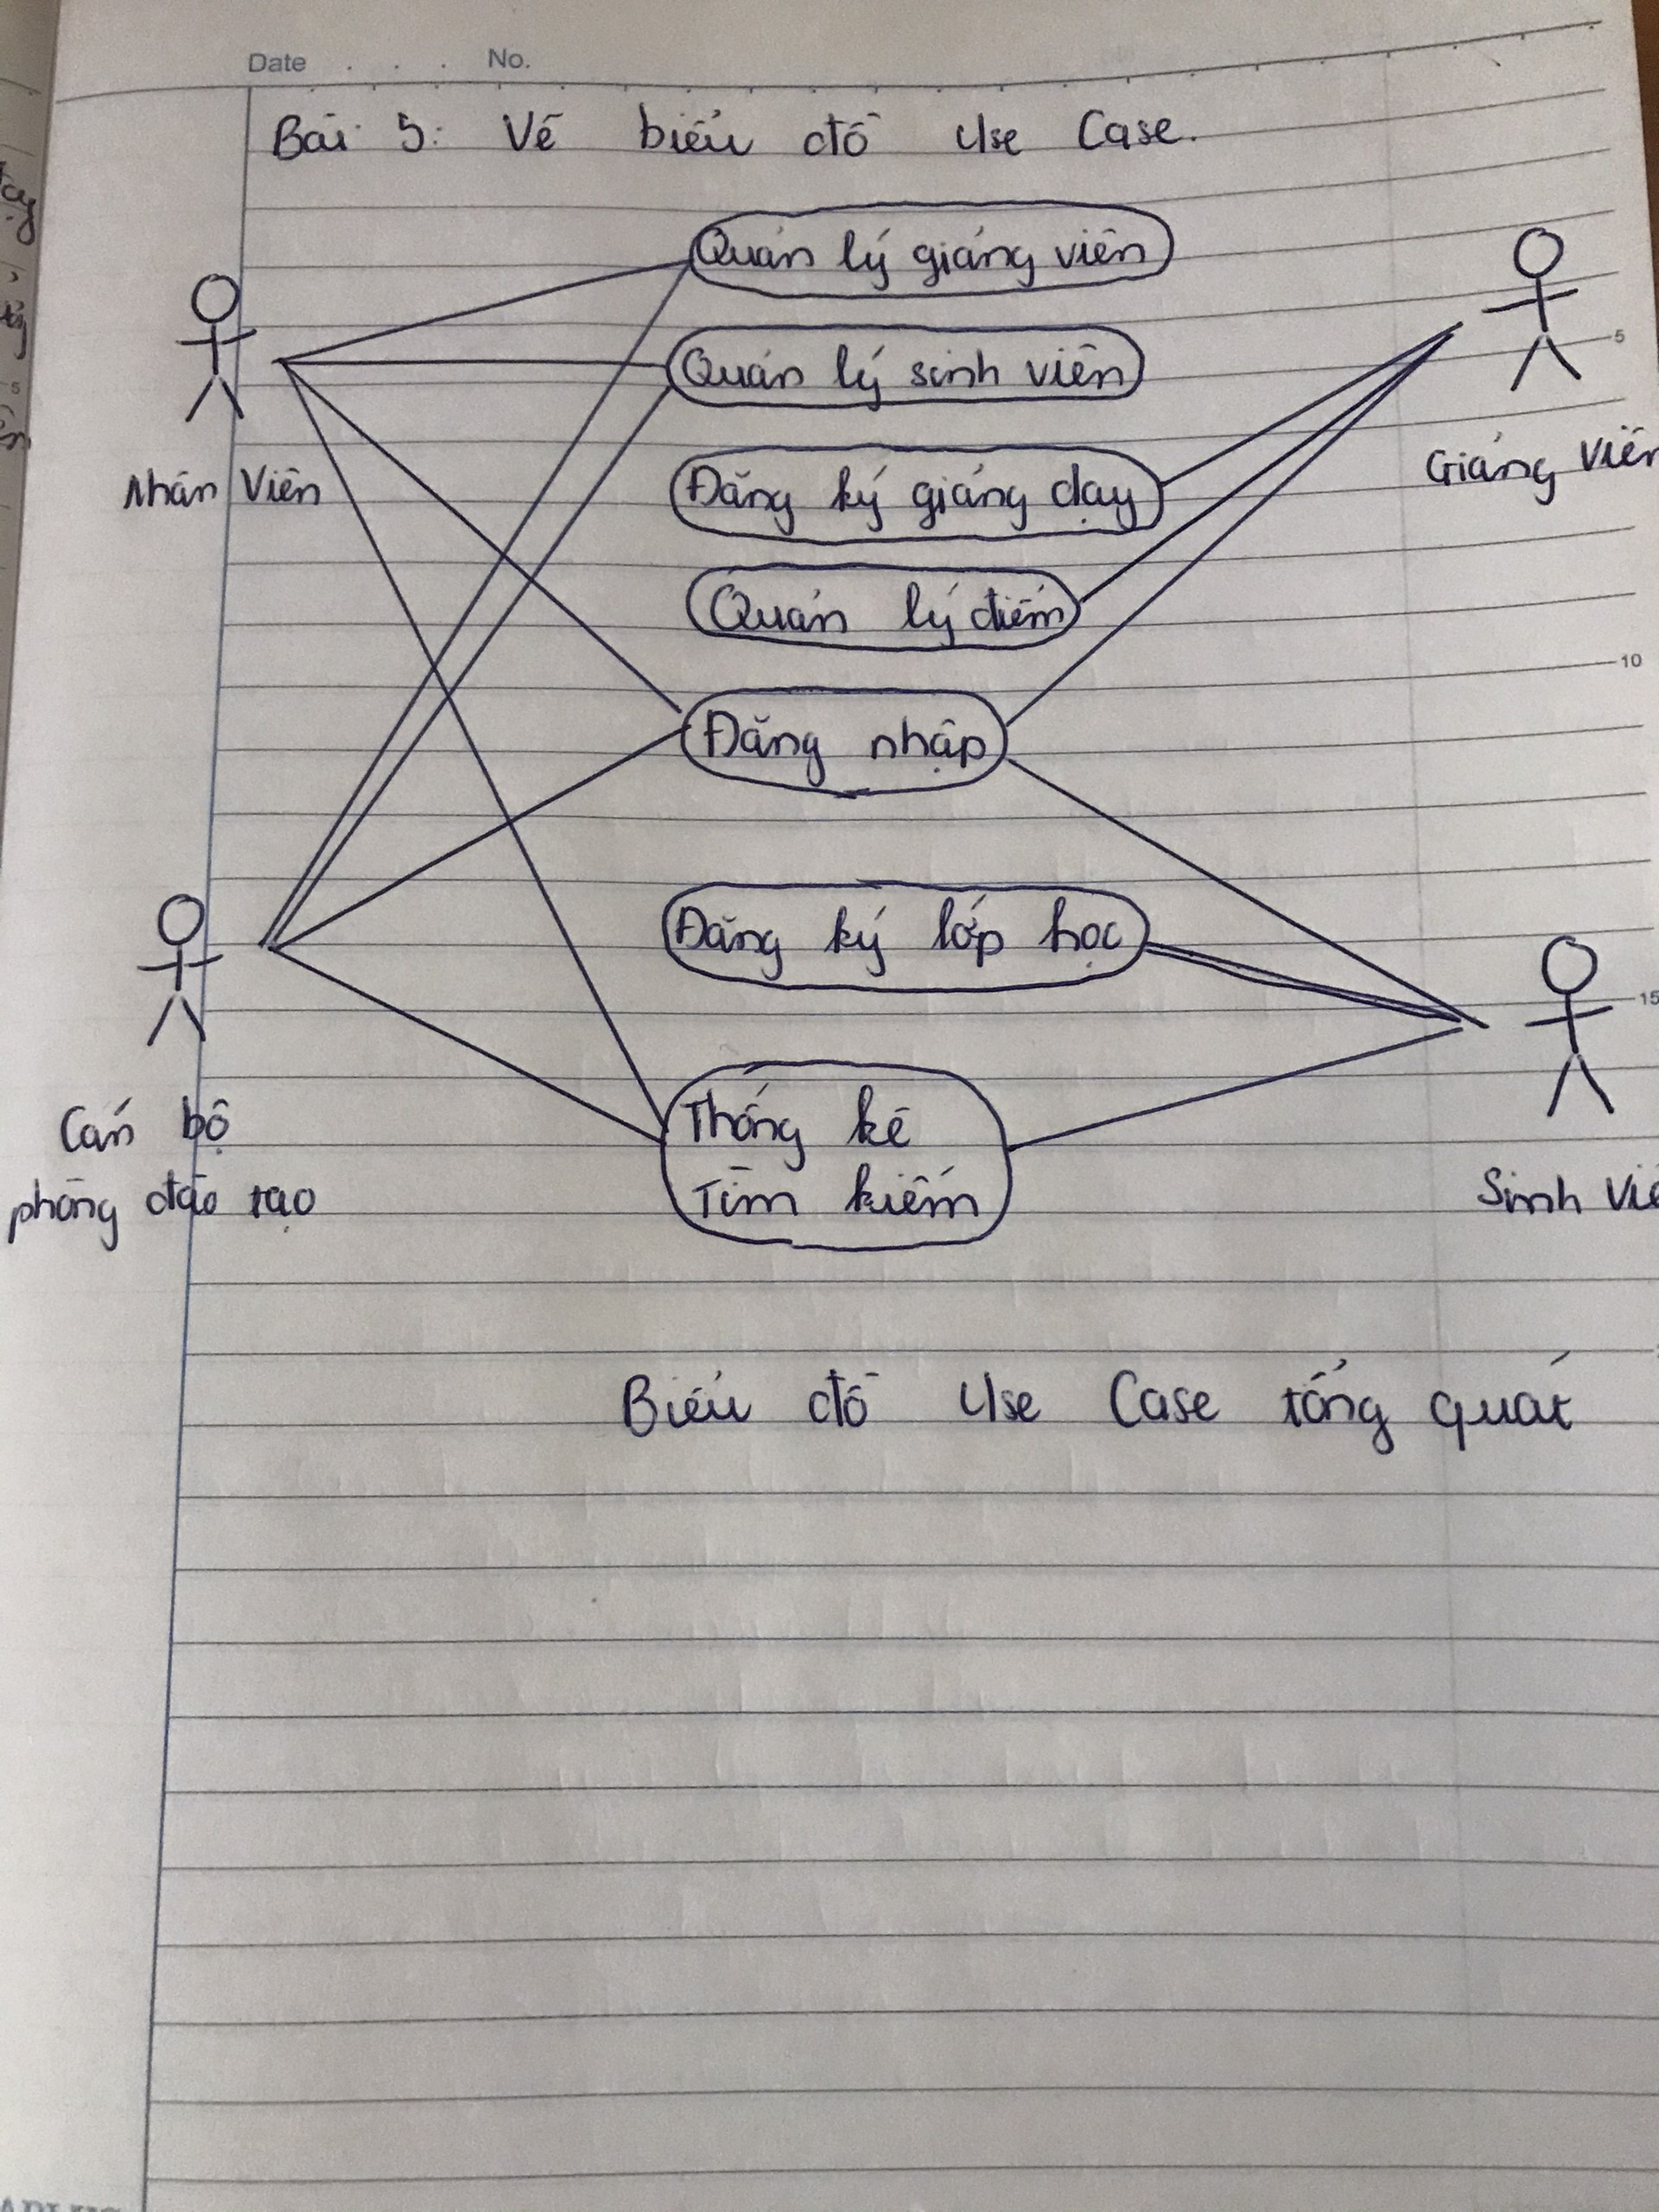 Date . . . No.
Bài 5: Vẽ biểu đồ Use Case.
Quản lý giảng viên
Quản lý sinh viên
5
Nhân Viên
Đăng ký giảng dạy
Giảng Viên
Quản lý điểm
10
Đăng nhập
Đăng ký lớp học
15
Cán bộ
phòng đào tạo
Thống kê
Tìm kiếm
Sinh Viê
Biểu đồ Use Case tổng quát